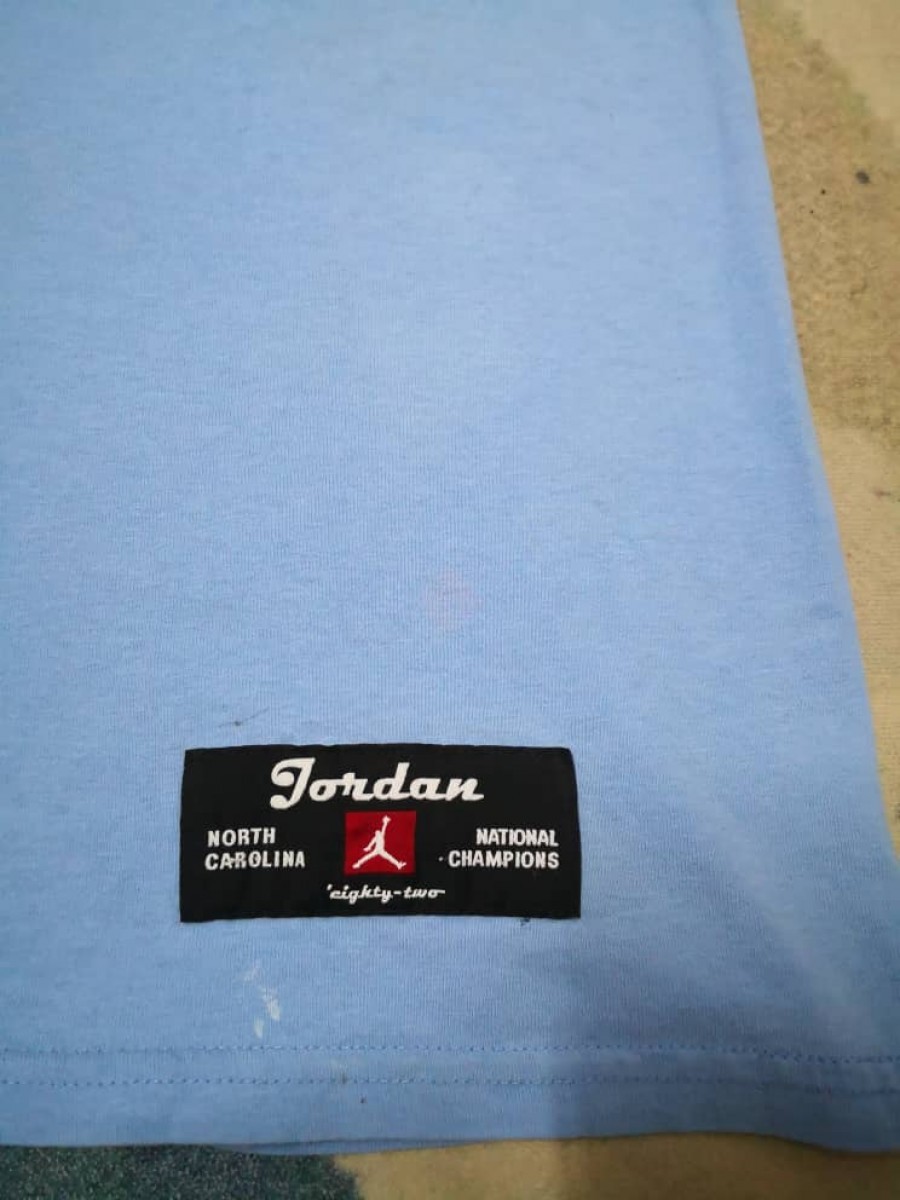 Jordan
NORTH
CAROLINA
NATIONAL
CHAMPIONS
'eighty-two